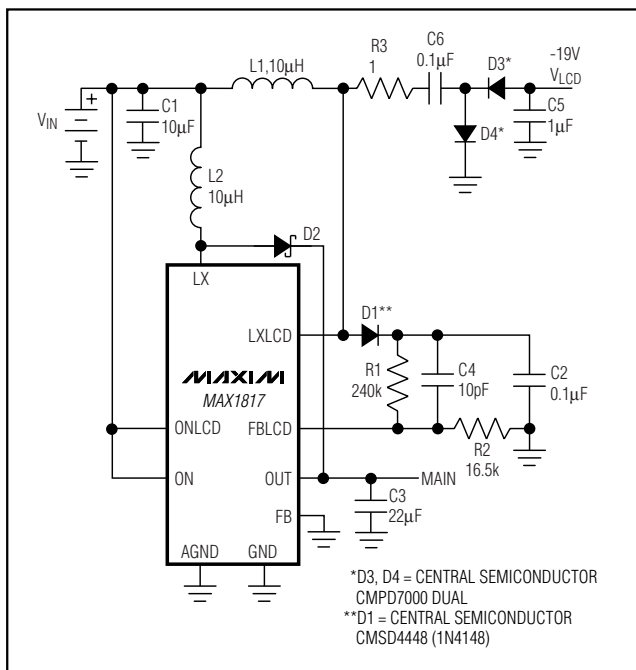 L1,10µH
R3
1
C6
0.1µF
D3*
-19V
VLCD
C1
10µF
VIN
+
D4*
C5
1µF
L2
10µH
D2
LX
LXLCD
D1**
MAXIM
MAX1817
R1
240k
C4
10pF
C2
0.1µF
ONLCD
FBLCD
R2
16.5k
ON
OUT
MAIN
C3
22µF
FB
AGND
GND
*D3, D4 = CENTRAL SEMICONDUCTOR
CMPD7000 DUAL
**D1 = CENTRAL SEMICONDUCTOR
CMSD4448 (1N4148)